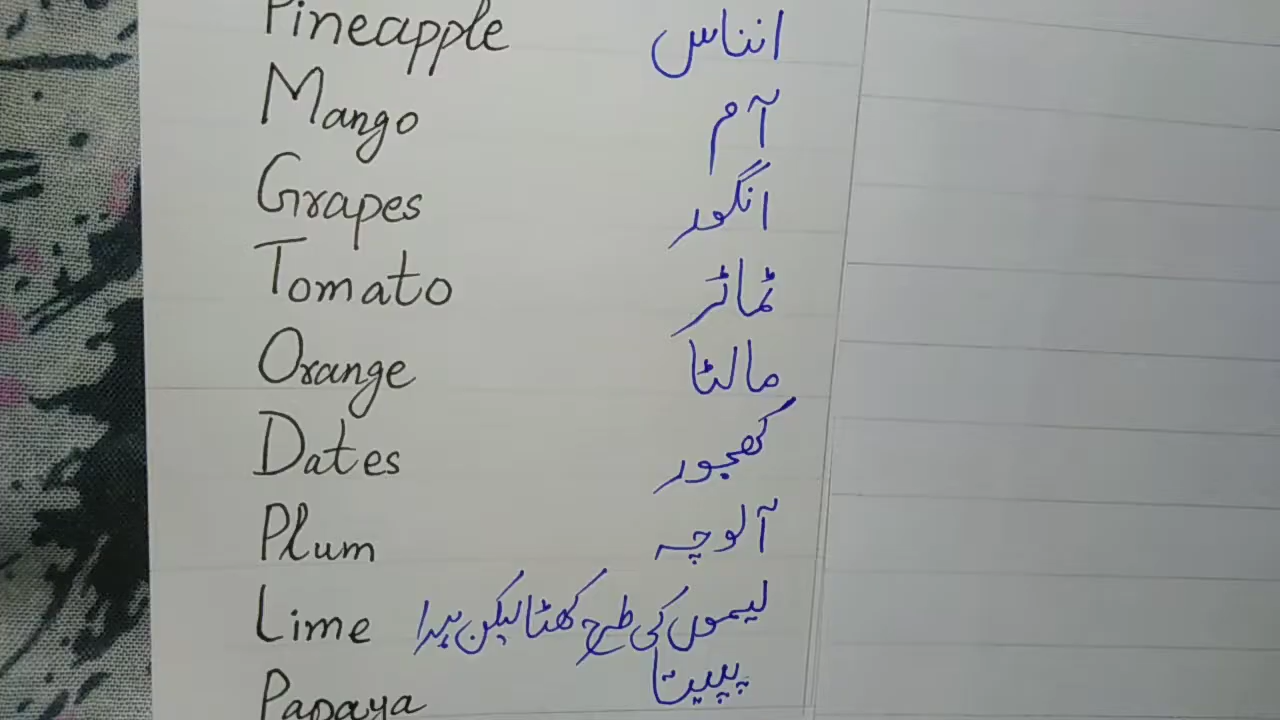 Pineapple انناس
Mango آم
Grapes انگور
Tomato ٹماٹر
Orange مالٹا
Dates کھجور
Plum آلوچہ
Lime لیموں کی طرح کھٹا لیکن ہرا
Papaya پپیتا